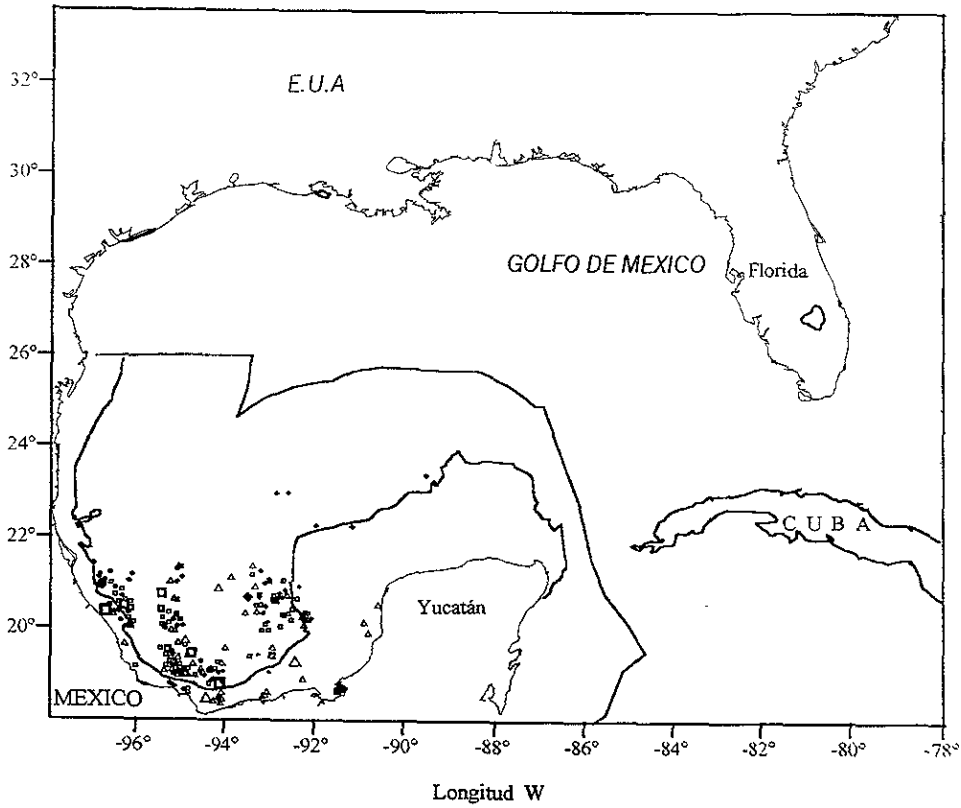 32°
E.U.A
30°
28°
GOLFO DE MEXICO
Florida
26°
24°
22°
CUBA
20°
Yucatán
MEXICO
-96° -94° -92° -90° -88° -86° -84° -82° -80° -78°
Longitud W